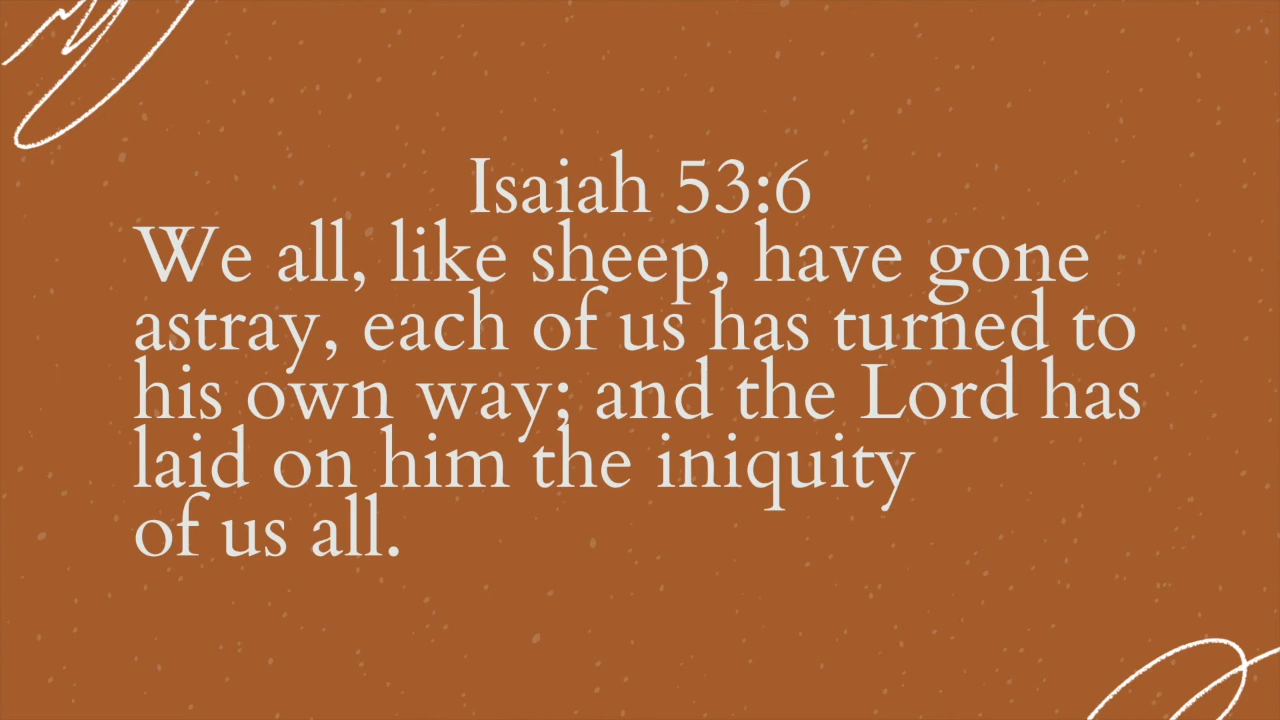 Isaiah 53:6
We all, like sheep, have gone
astray, each of us has turned to
his own way; and the Lord has
laid on him the iniquity
of us all.